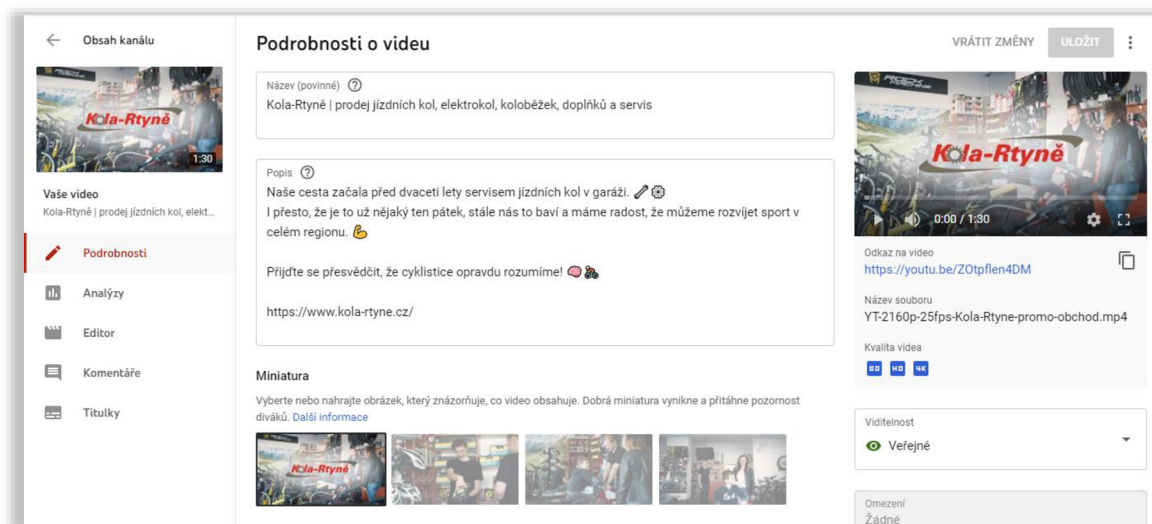 Obsah kanálu
Kola-Rtyně
1:30
Vaše video
Kola-Rtyně | prodej jízdních kol, elekt...
Podrobnosti
Analýzy
Editor
Komentáře
Titulky
Podrobnosti o videu
VRÁTIT ZMĚNY
ULOŽIT
Název (povinné)
Kola-Rtyně | prodej jízdních kol, elektrokol, koloběžek, doplňků a servis
Popis
Naše cesta začala před dvaceti lety servisem jízdních kol v garáži. 🦴⚙️
I přesto, že je to už nějaký ten pátek, stále nás to baví a máme radost, že můžeme rozvíjet sport v
celém regionu. 💪
Přijďte se přesvědčit, že cyklistice opravdu rozumíme! 🧠🚴
https://www.kola-rtyne.cz/
Miniatura
Vyberte nebo nahrajte obrázek, který znázorňuje, co video obsahuje. Dobrá miniatura vynikne a přitáhne pozornost
diváků. Další informace
Kola-Rtyně
Kola-Rtyně
0:00 / 1:30
Odkaz na video
https://youtu.be/ZOtpflen4DM
Název souboru
YT-2160p-25fps-Kola-Rtyne-promo-obchod.mp4
Kvalita videa
SD HD 4K
Viditelnost
Veřejné
Omezení
Žádné